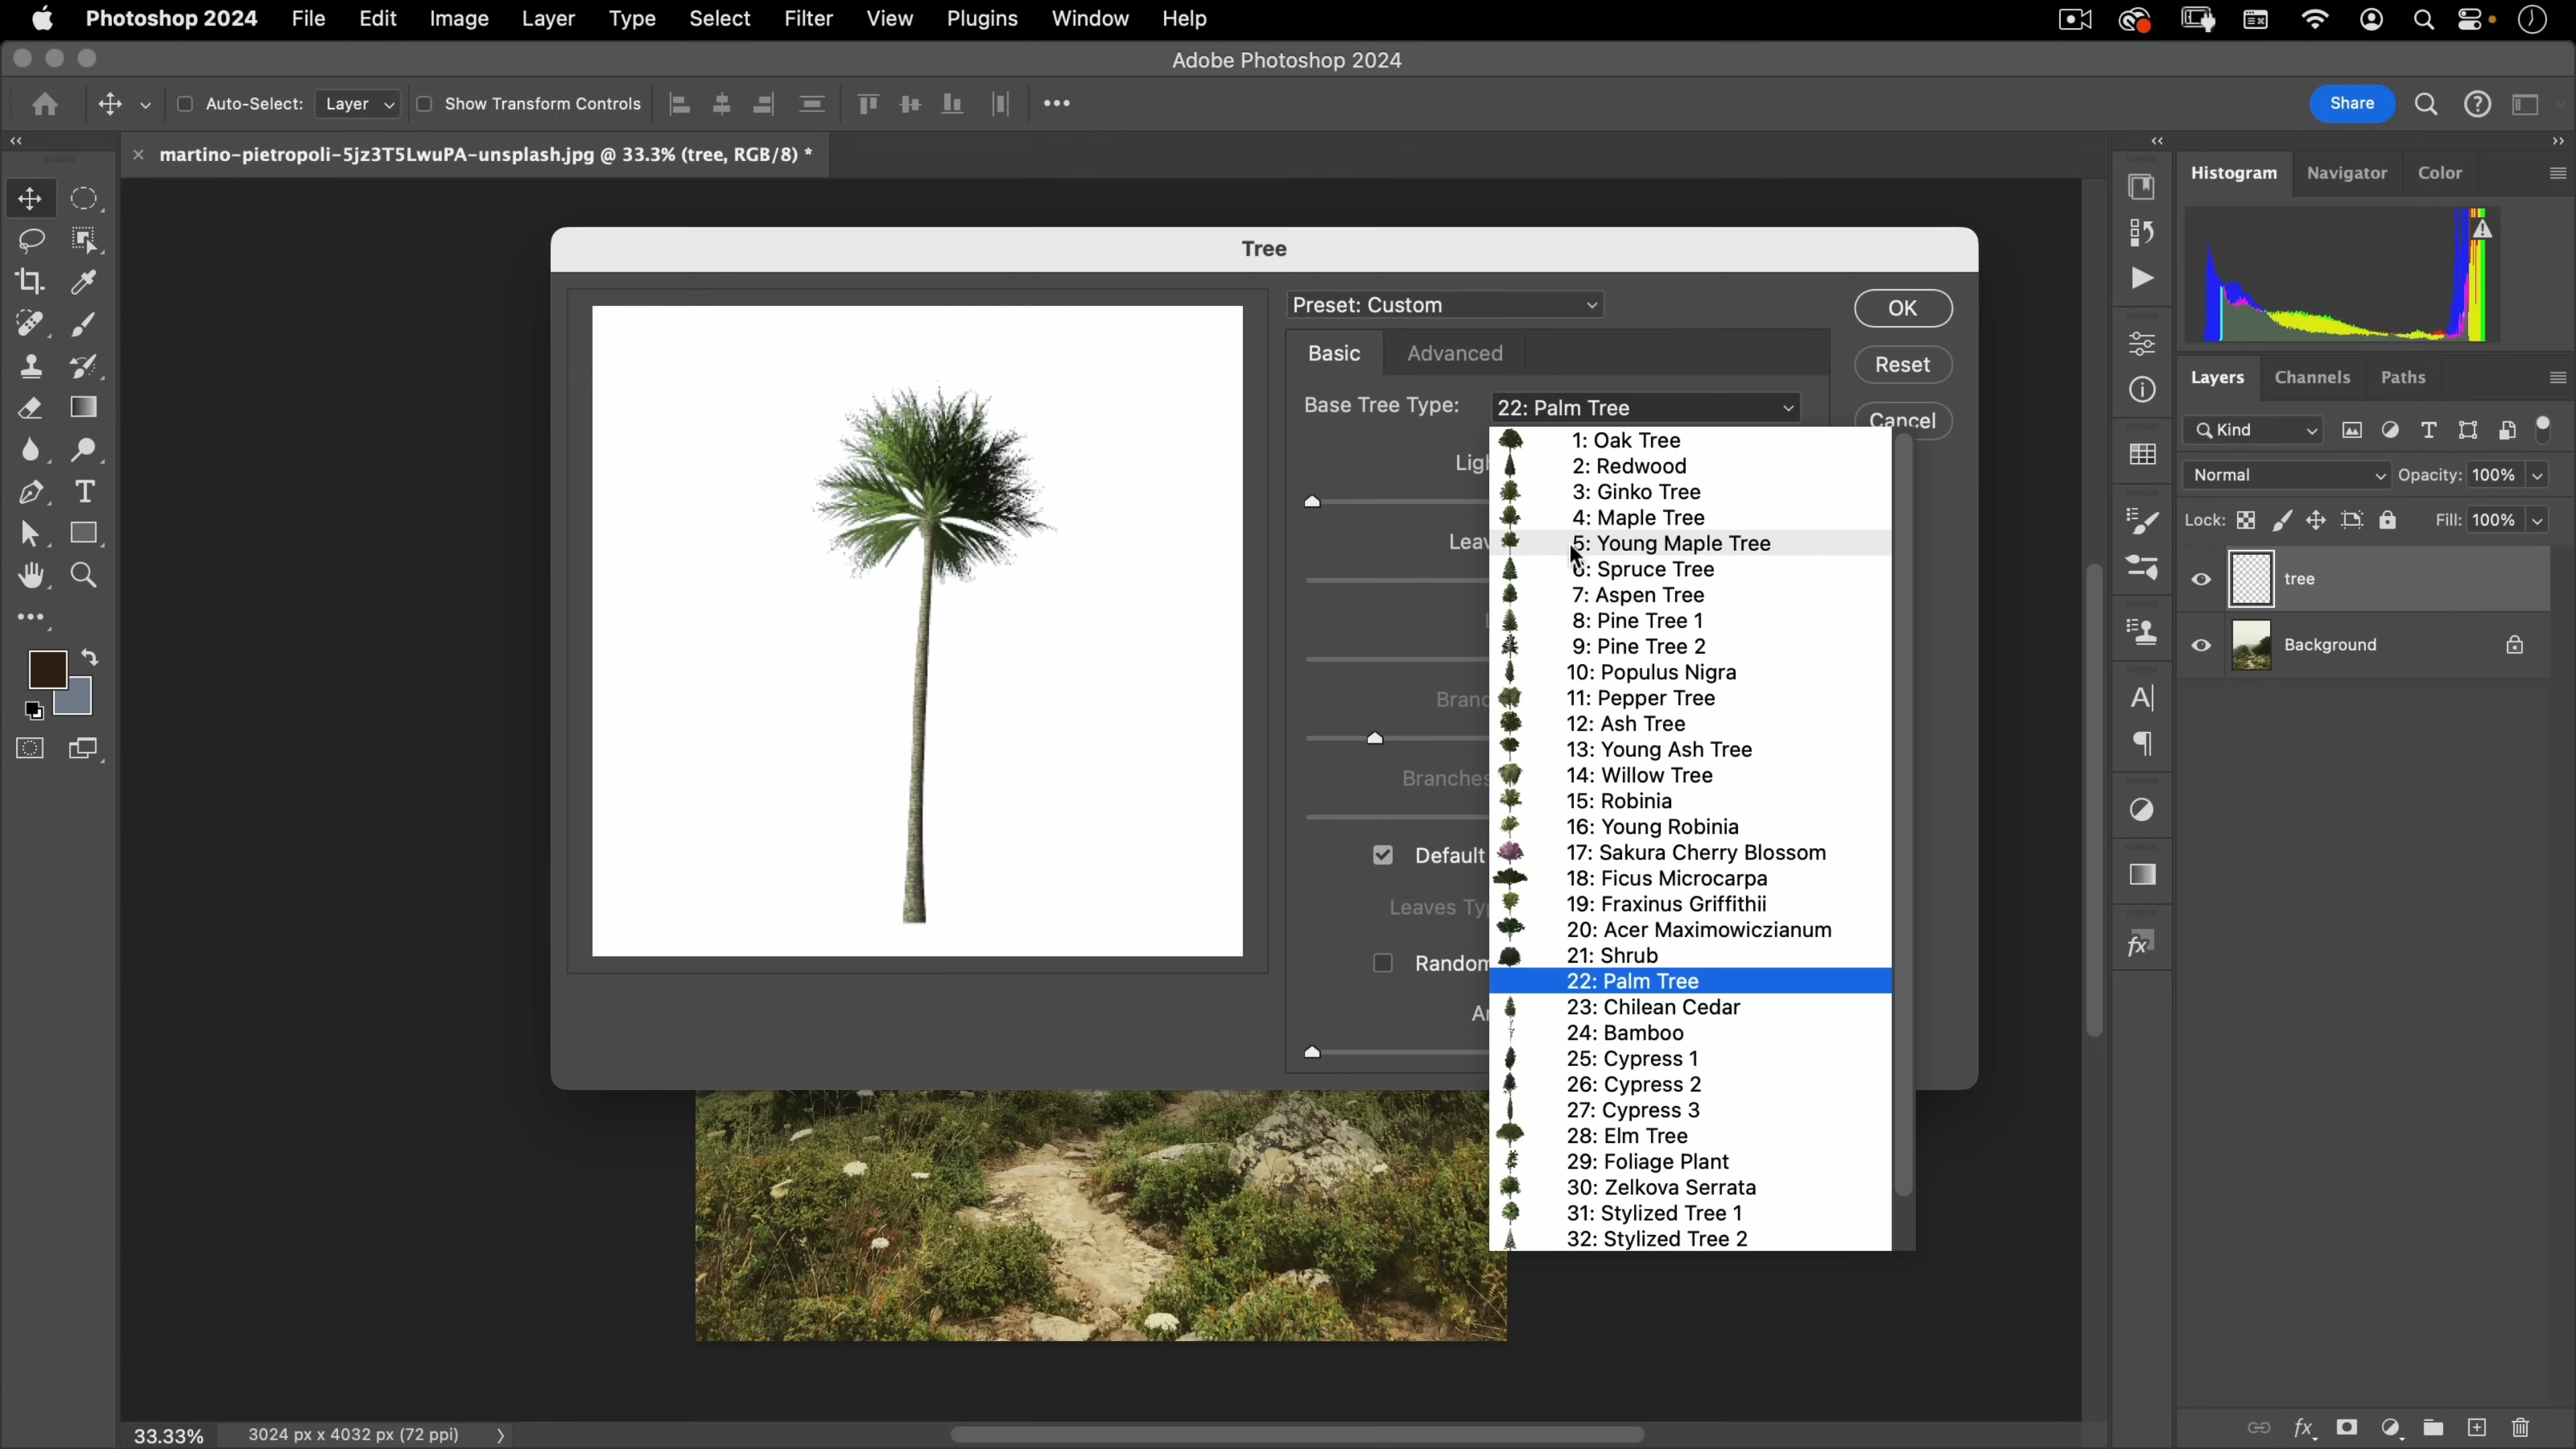 Photoshop 2024 File Edit Image Layer Type Select Filter View Plugins Window Help
Adobe Photoshop 2024
Auto-Select: Layer Show Transform Controls Share
martino-pietropoli-5jz3T5LwuPA-unsplash.jpg @ 33.3% (tree, RGB/8) *
Histogram Navigator Color
Tree
Preset: Custom
OK
Basic Advanced
Reset
Base Tree Type: 22: Palm Tree
Cancel
Ligh
Leav
Branc
Branches
Default
Leaves Ty
Random
1: Oak Tree
2: Redwood
3: Ginko Tree
4: Maple Tree
5: Young Maple Tree
6: Spruce Tree
7: Aspen Tree
8: Pine Tree 1
9: Pine Tree 2
10: Populus Nigra
11: Pepper Tree
12: Ash Tree
13: Young Ash Tree
14: Willow Tree
15: Robinia
16: Young Robinia
17: Sakura Cherry Blossom
18: Ficus Microcarpa
19: Fraxinus Griffithii
20: Acer Maximowiczianum
21: Shrub
22: Palm Tree
23: Chilean Cedar
24: Bamboo
25: Cypress 1
26: Cypress 2
27: Cypress 3
28: Elm Tree
29: Foliage Plant
30: Zelkova Serrata
31: Stylized Tree 1
32: Stylized Tree 2
Layers Channels Paths
Kind
Normal Opacity: 100%
Lock: Fill: 100%
tree
Background
33.33% 3024 px x 4032 px (72 ppi)